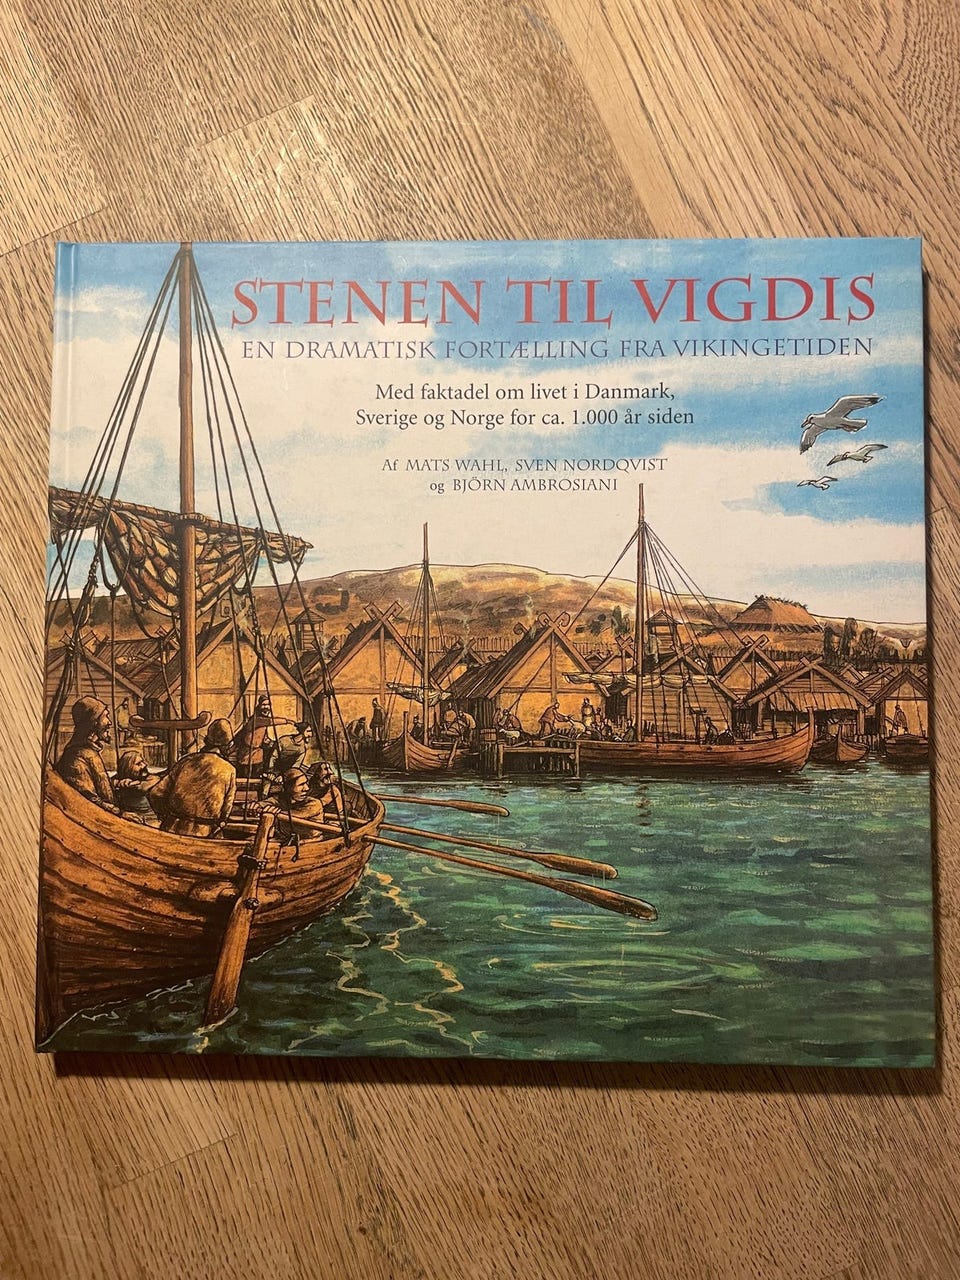 STENEN TIL VIGDIS
EN DRAMATISK FORTÆLLING FRA VIKINGETIDEN
Med faktadel om livet i Danmark,
Sverige og Norge for ca. 1.000 år siden
Af MATS WAHL, SVEN NORDQVIST
og BJÖRN AMBROSIANI